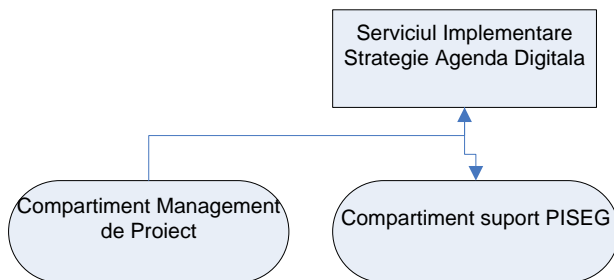 Serviciul Implementare
Strategie Agenda Digitala
Compartiment Management
de Proiect
Compartiment suport PISEG